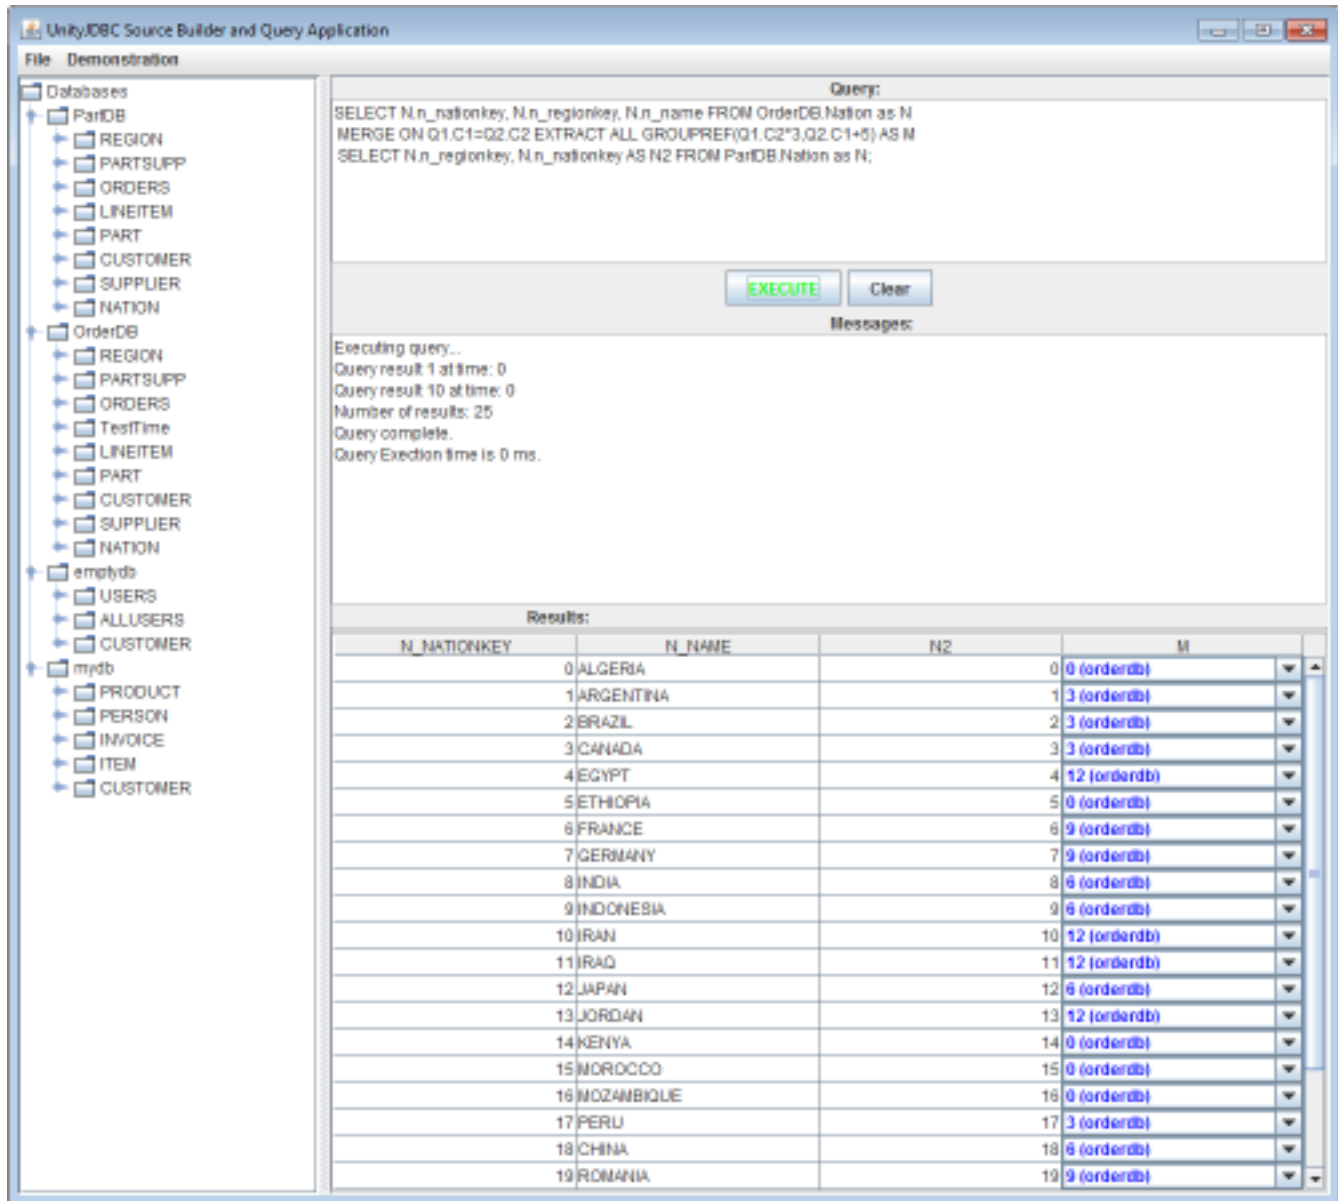 UnityJDBC Source Builder and Query Application
File Demonstration
Databases
PartDB
REGION
PARTSUPP
ORDERS
LINEITEM
PART
CUSTOMER
SUPPLIER
NATION
OrderDB
REGION
PARTSUPP
ORDERS
TestTime
LINEITEM
PART
CUSTOMER
SUPPLIER
NATION
emptydb
USERS
ALLUSERS
CUSTOMER
mydb
PRODUCT
PERSON
INVOICE
ITEM
CUSTOMER
Query:
SELECT N.n_nationkey, N.n_regionkey, N.n_name FROM OrderDB.Nation as N
MERGE ON Q1.C1=Q2.C2 EXTRACT ALL GROUPREF(Q1.C2*3,Q2.C1+5) AS M
SELECT N.n_regionkey, N.n_nationkey AS N2 FROM PartDB.Nation as N;
EXECUTE Clear
Messages:
Executing query...
Query result 1 at time: 0
Query result 10 at time: 0
Number of results: 25
Query complete.
Query Exection time is 0 ms.
Results:
N_NATIONKEY N_NAME N2 M
0 ALGERIA 0 0 (orderdb)
1 ARGENTINA 1 3 (orderdb)
2 BRAZIL 2 3 (orderdb)
3 CANADA 3 3 (orderdb)
4 EGYPT 4 12 (orderdb)
5 ETHIOPIA 5 0 (orderdb)
6 FRANCE 6 9 (orderdb)
7 GERMANY 7 9 (orderdb)
8 INDIA 8 6 (orderdb)
9 INDONESIA 9 6 (orderdb)
10 IRAN 10 12 (orderdb)
11 IRAQ 11 12 (orderdb)
12 JAPAN 12 6 (orderdb)
13 JORDAN 13 12 (orderdb)
14 KENYA 14 0 (orderdb)
15 MOROCCO 15 0 (orderdb)
16 MOZAMBIQUE 16 0 (orderdb)
17 PERU 17 3 (orderdb)
18 CHINA 18 6 (orderdb)
19 ROMANIA 19 9 (orderdb)